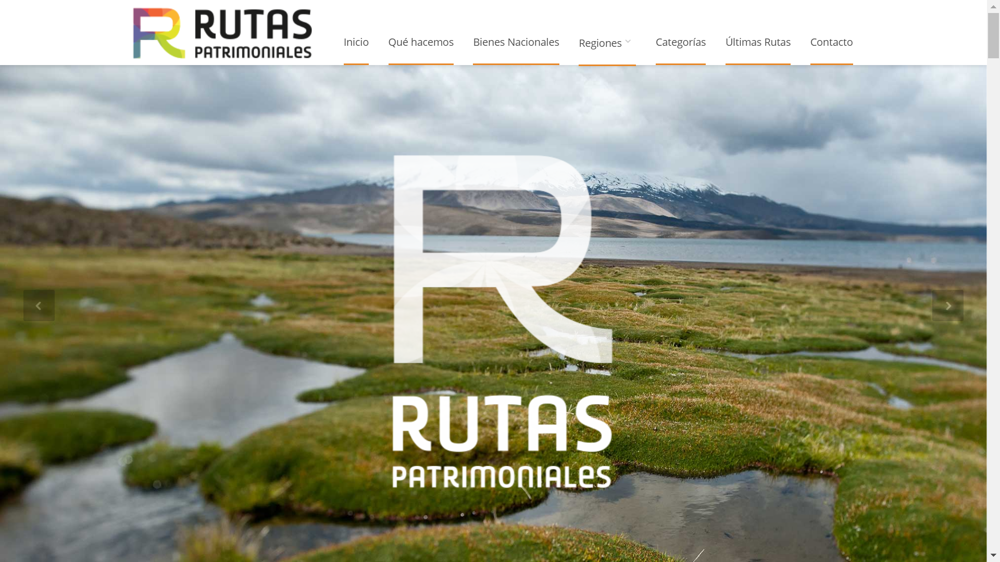 RUTAS
PATRIMONIALES
Inicio
Qué hacemos
Bienes Nacionales
Regiones
Categorías
Últimas Rutas
Contacto
RUTAS
PATRIMONIALES